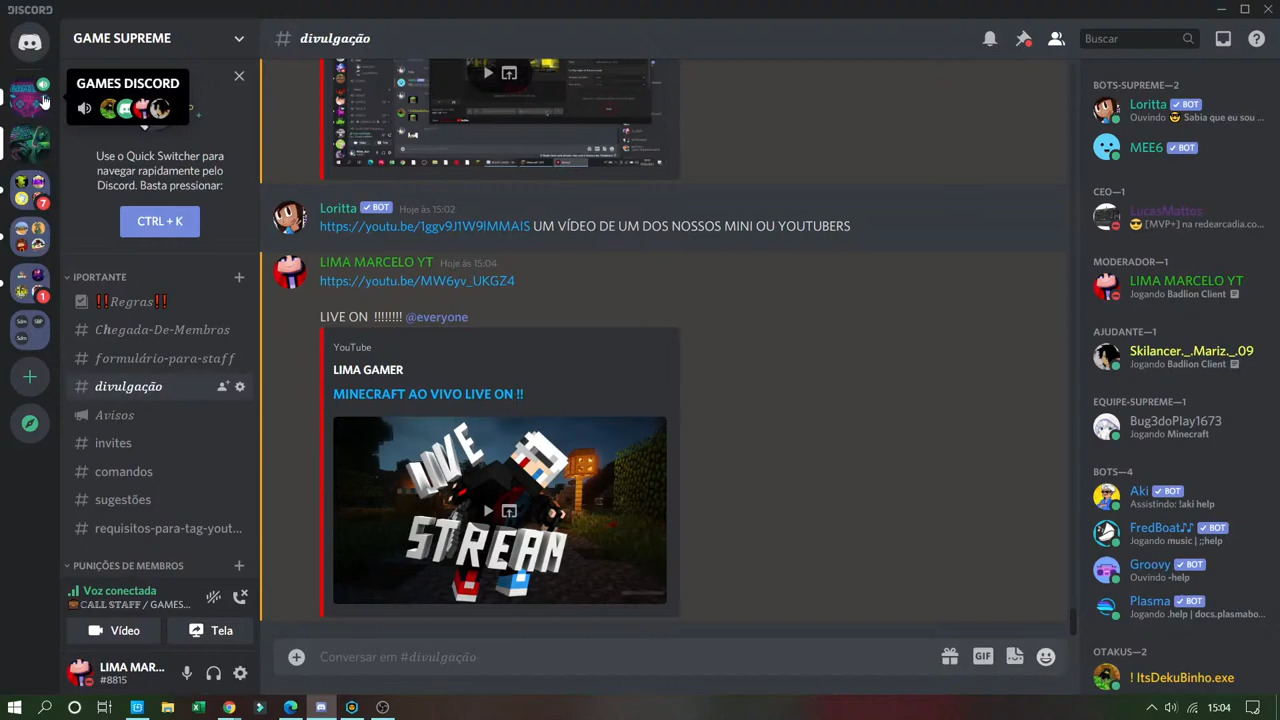 DISCORD
GAME SUPREME
GAMES DISCORD
Use o Quick Switcher para
navegar rapidamente pelo
Discord. Basta pressionar:
CTRL + K
7
1
Sdm SBP
Sdm
IPORTANTE
‼️Regras‼️
# Chegada-De-Membros
# formulário-para-staff
# divulgação
Avisos
# invites
# comandos
# sugestões
# requisitos-para-tag-yout...
PUNIÇÕES DE MEMBROS
Voz conectada
CALL STAFF / GAMES...
Vídeo
Tela
LIMA MAR...
#8815
# divulgação
Buscar
Loritta BOT Hoje às 15:02
https://youtu.be/1ggv9J1W9IMMAIS UM VÍDEO DE UM DOS NOSSOS MINI OU YOUTUBERS
LIMA MARCELO YT Hoje às 15:04
https://youtu.be/MW6yv_UKGZ4
LIVE ON !!!!!!!! @everyone
YouTube
LIMA GAMER
MINECRAFT AO VIVO LIVE ON !!
LIVE
STREAM
Conversar em #divulgação
GIF
BOTS-SUPREME—2
Loritta BOT
Ouvindo 😎 Sabia que eu sou ...
MEE6 BOT
CEO—1
LucasMattos
😎 [MVP+] na redearcadia.co...
MODERADOR—1
LIMA MARCELO YT
Jogando Badlion Client
AJUDANTE—1
Skilancer._.Mariz._.09
Jogando Badlion Client
EQUIPE-SUPREME—1
Bug3doPlay1673
Jogando Minecraft
BOTS—4
Aki BOT
Assistindo: !aki help
FredBoat♪♪ BOT
Jogando music | ;;help
Groovy BOT
Ouvindo -help
Plasma BOT
Jogando .help | docs.plasmabo...
OTAKUS—2
! ItsDekuBinho.exe
15:04